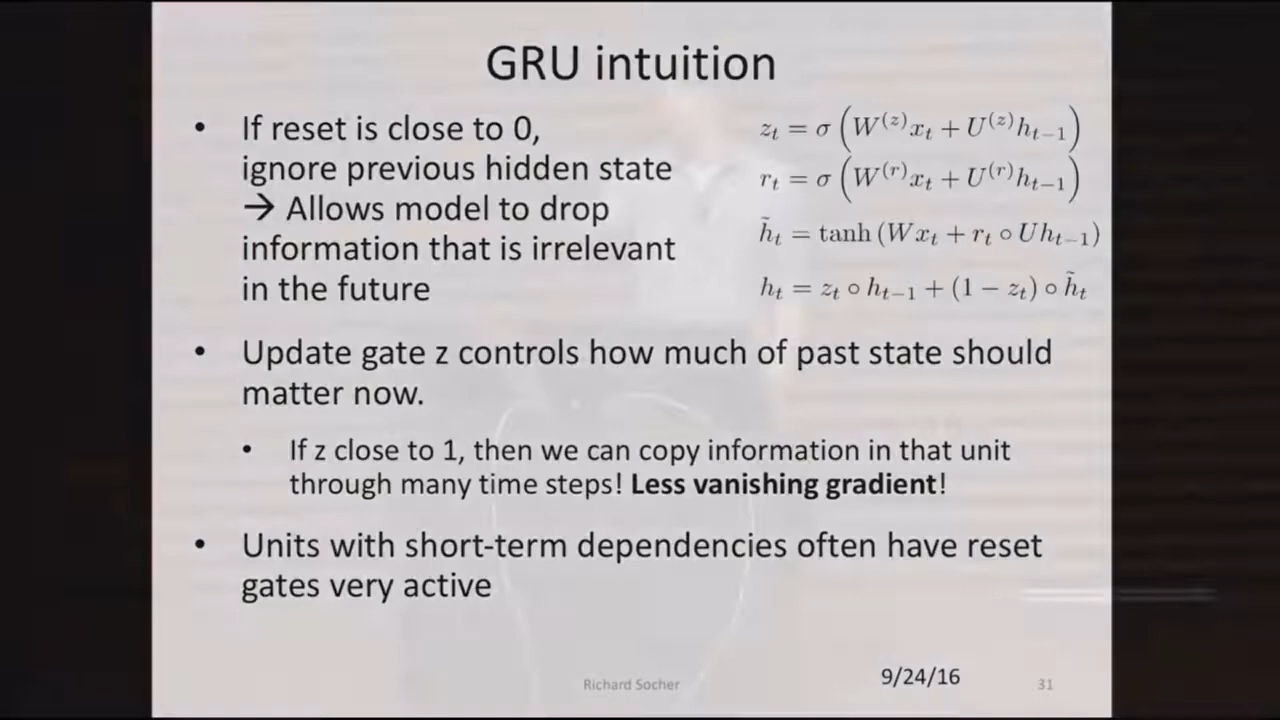 GRU intuition
• If reset is close to 0,
ignore previous hidden state
→ Allows model to drop
information that is irrelevant
in the future
z_t = σ(W^{(z)}x_t + U^{(z)}h_{t−1})
r_t = σ(W^{(r)}x_t + U^{(r)}h_{t−1})
h̃_t = tanh(Wx_t + r_t ∘ Uh_{t−1})
h_t = z_t ∘ h_{t−1} + (1 − z_t) ∘ h̃_t
• Update gate z controls how much of past state should
matter now.
• If z close to 1, then we can copy information in that unit
through many time steps! Less vanishing gradient!
• Units with short-term dependencies often have reset
gates very active
Richard Socher
9/24/16
31